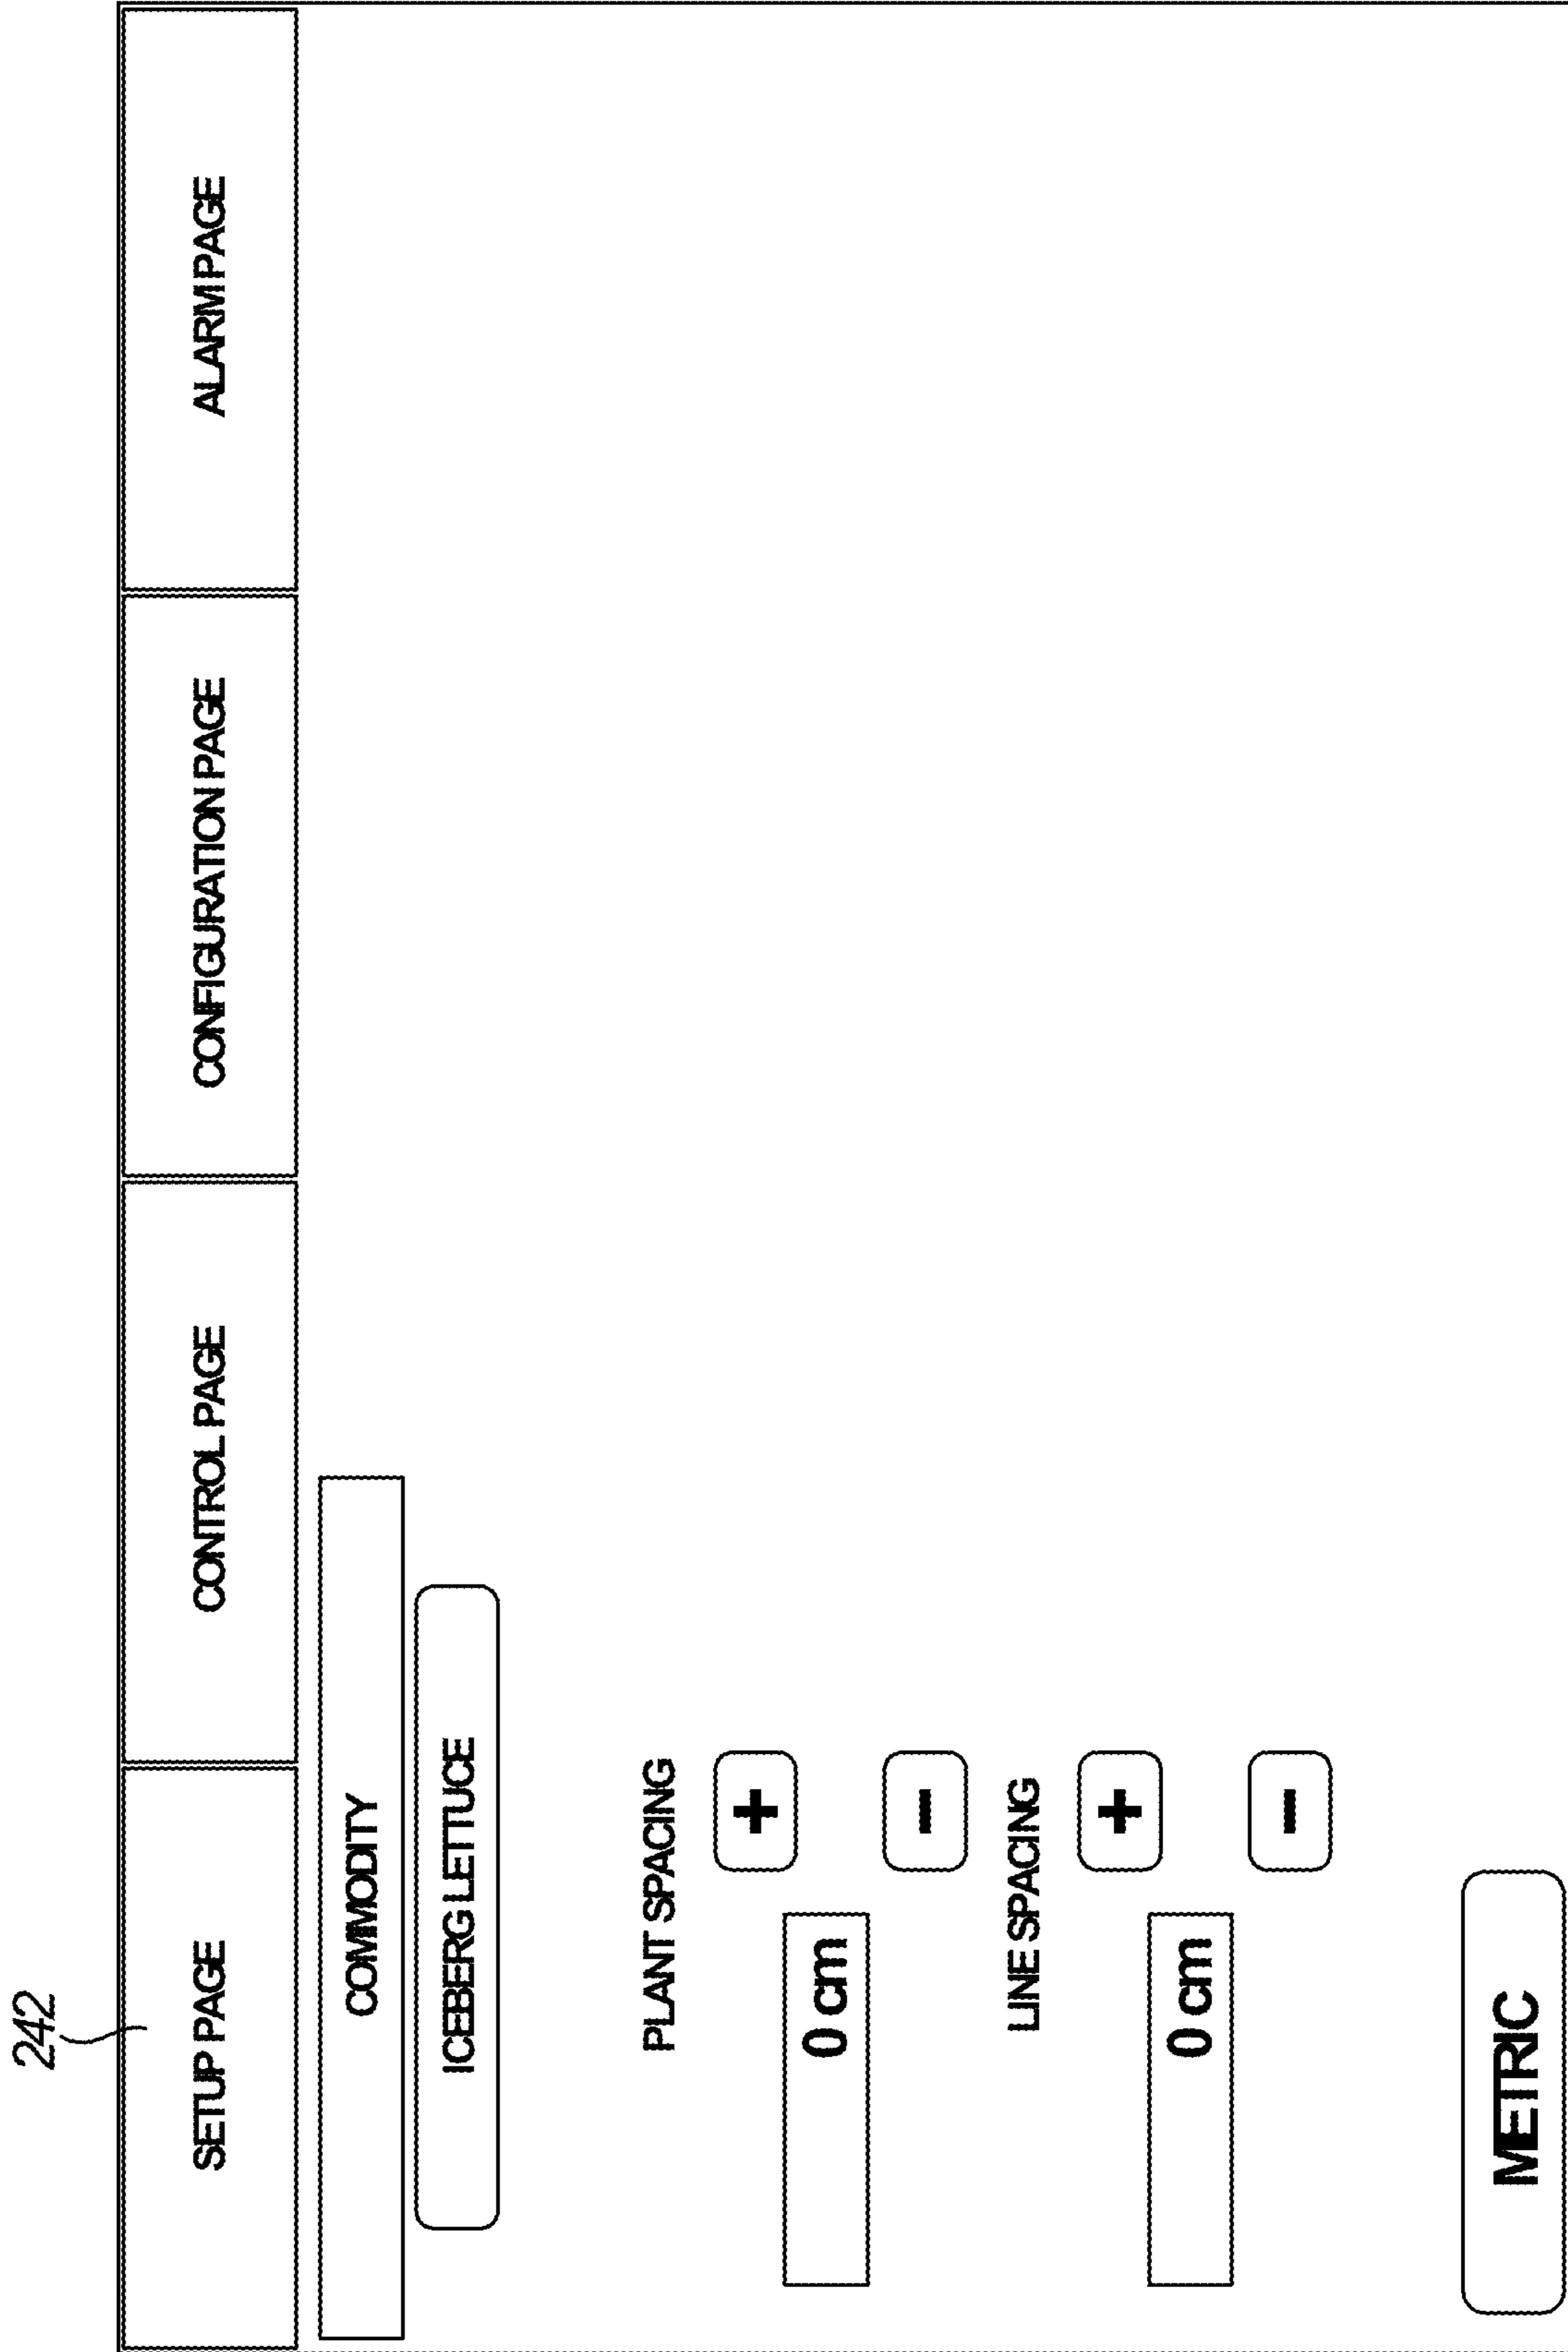 242
SETUP PAGE
CONTROL PAGE
CONFIGURATION PAGE
ALARM PAGE
COMMODITY
ICEBERG LETTUCE
PLANT SPACING
0 cm
+
-
LINE SPACING
0 cm
+
-
METRIC